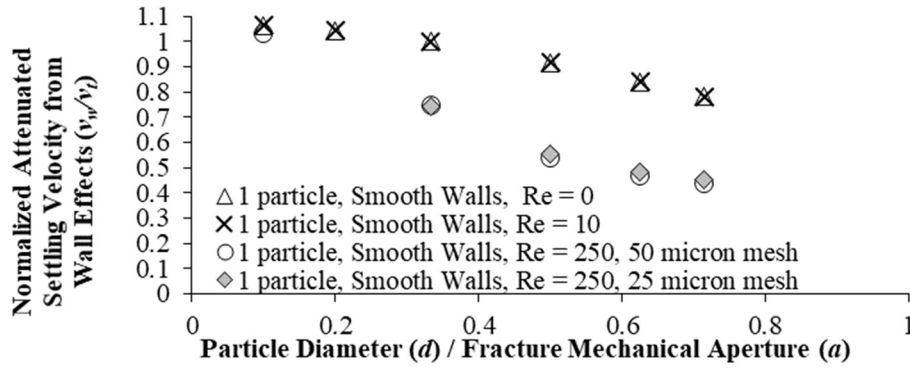 Normalized Attenuated
Settling Velocity from
Wall Effects (v_w/v_t)
1.1
1
0.9
0.8
0.7
0.6
0.5
0.4
0.3
0.2
0.1
0
1 particle, Smooth Walls, Re = 0
1 particle, Smooth Walls, Re = 10
1 particle, Smooth Walls, Re = 250, 50 micron mesh
1 particle, Smooth Walls, Re = 250, 25 micron mesh
0 0.2 0.4 0.6 0.8 1
Particle Diameter (d) / Fracture Mechanical Aperture (a)